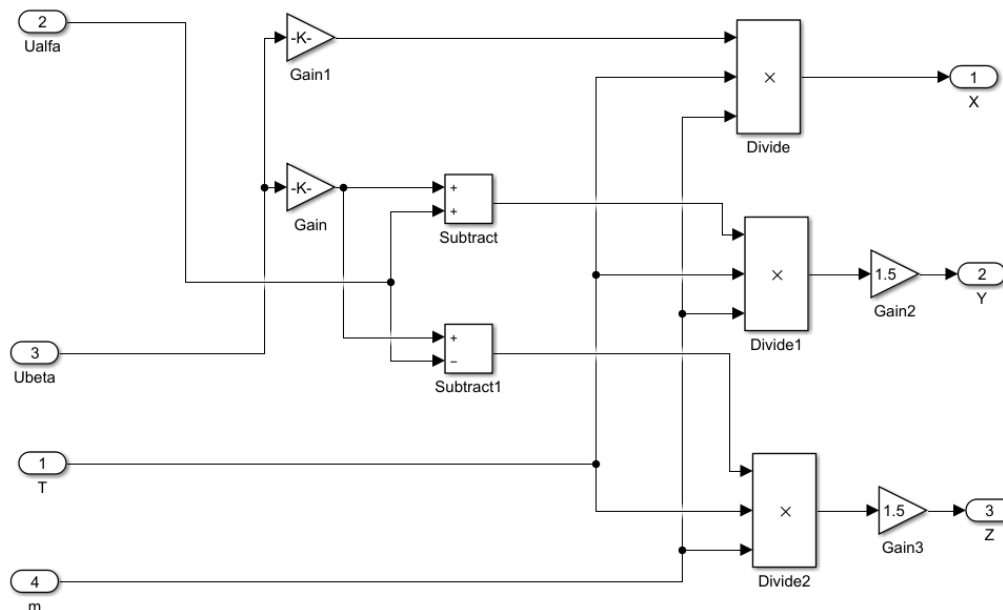 2
Ualfa
-K-
Gain1
×
Divide
1
X
-K-
Gain
+
+
Subtract
×
Divide1
1.5
Gain2
2
Y
3
Ubeta
+
−
Subtract1
1
T
×
Divide2
1.5
Gain3
3
Z
4
m